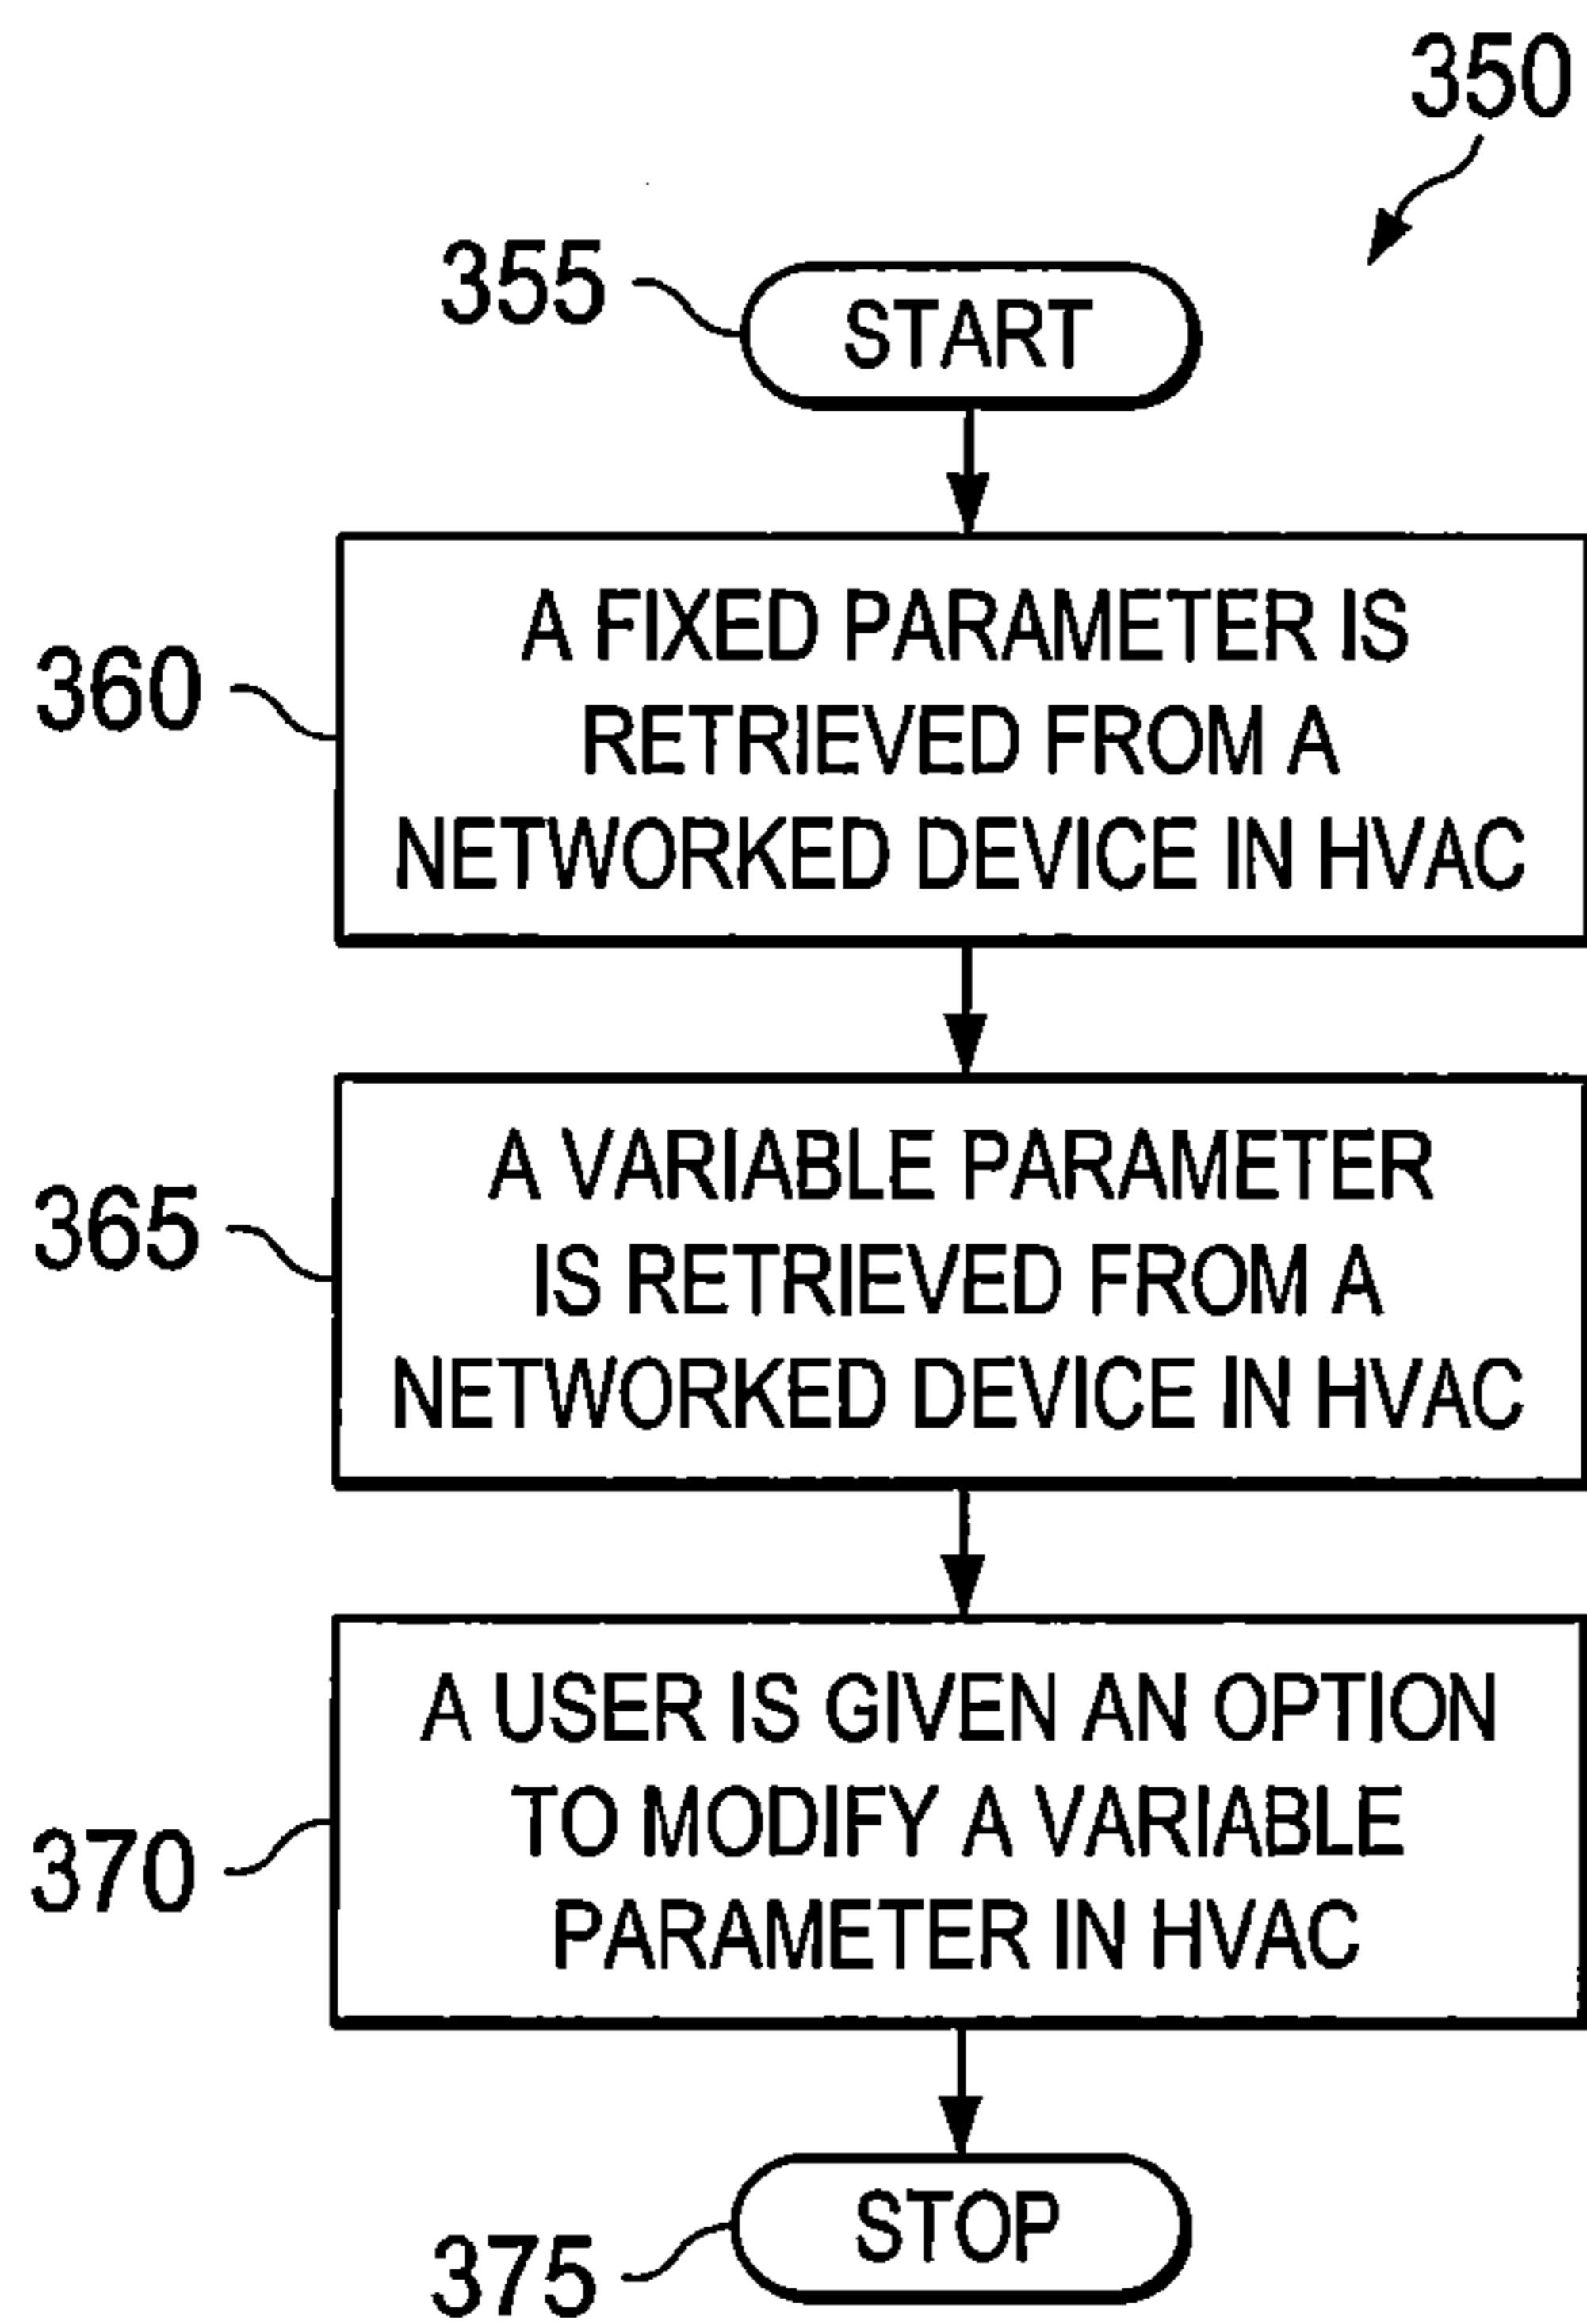 350
355
START
360
A FIXED PARAMETER IS
RETRIEVED FROM A
NETWORKED DEVICE IN HVAC
365
A VARIABLE PARAMETER
IS RETRIEVED FROM A
NETWORKED DEVICE IN HVAC
370
A USER IS GIVEN AN OPTION
TO MODIFY A VARIABLE
PARAMETER IN HVAC
375
STOP